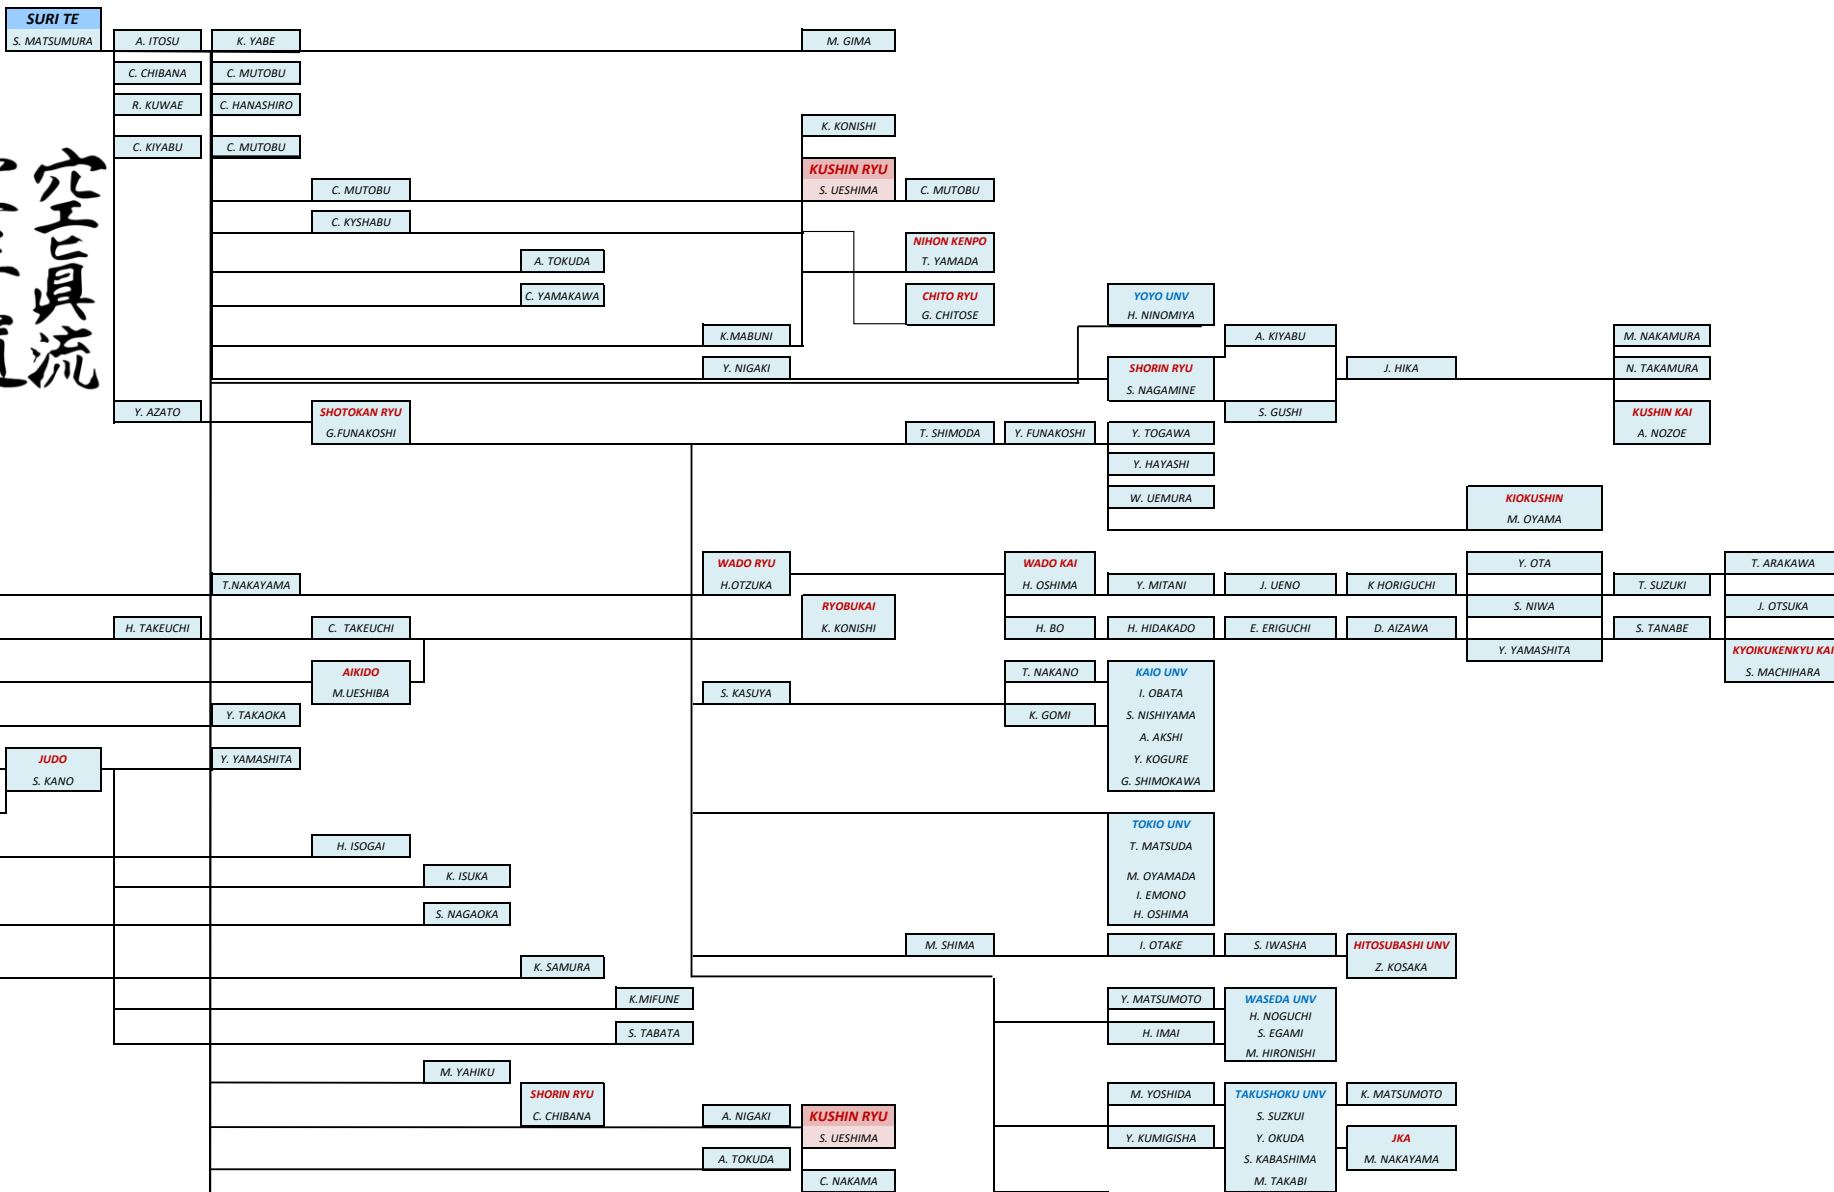 SURI TE
S. MATSUMURA
A. ITOSU
K. YABE
M. GIMA
C. CHIBANA
C. MUTOBU
R. KUWAE
C. HANASHIRO
K. KONISHI
C. KIYABU
C. MUTOBU
空旨眞流
KUSHIN RYU
S. UESHIMA
C. MUTOBU
C. MUTOBU
C. KYSHABU
NIHON KENPO
T. YAMADA
A. TOKUDA
C. YAMAKAWA
CHITO RYU
G. CHITOSE
YOYO UNV
H. NINOMIYA
K.MABUNI
A. KIYABU
M. NAKAMURA
Y. NIGAKI
SHORIN RYU
S. NAGAMINE
J. HIKA
N. TAKAMURA
Y. AZATO
SHOTOKAN RYU
G.FUNAKOSHI
S. GUSHI
KUSHIN KAI
A. NOZOE
T. SHIMODA
Y. FUNAKOSHI
Y. TOGAWA
Y. HAYASHI
W. UEMURA
KIOKUSHIN
M. OYAMA
T.NAKAYAMA
WADO RYU
H.OTZUKA
WADO KAI
H. OSHIMA
Y. MITANI
J. UENO
K HORIGUCHI
Y. OTA
T. SUZUKI
T. ARAKAWA
RYOBUKAI
K. KONISHI
S. NIWA
J. OTSUKA
H. TAKEUCHI
C. TAKEUCHI
H. BO
H. HIDAKADO
E. ERIGUCHI
D. AIZAWA
Y. YAMASHITA
S. TANABE
KYOIKUKENKYU KAI
S. MACHIHARA
AIKIDO
M.UESHIBA
S. KASUYA
T. NAKANO
KAIO UNV
I. OBATA
S. NISHIYAMA
A. AKSHI
Y. KOGURE
G. SHIMOKAWA
Y. TAKAOKA
K. GOMI
JUDO
S. KANO
Y. YAMASHITA
TOKIO UNV
T. MATSUDA
M. OYAMADA
I. EMONO
H. OSHIMA
H. ISOGAI
K. ISUKA
S. NAGAOKA
M. SHIMA
I. OTAKE
S. IWASHA
HITOSUBASHI UNV
Z. KOSAKA
K. SAMURA
K.MIFUNE
Y. MATSUMOTO
WASEDA UNV
H. NOGUCHI
S. EGAMI
M. HIRONISHI
S. TABATA
H. IMAI
M. YAHIKU
SHORIN RYU
C. CHIBANA
M. YOSHIDA
TAKUSHOKU UNV
S. SUZKUI
Y. OKUDA
S. KABASHIMA
M. TAKABI
K. MATSUMOTO
A. NIGAKI
KUSHIN RYU
S. UESHIMA
Y. KUMIGISHA
JKA
M. NAKAYAMA
A. TOKUDA
C. NAKAMA